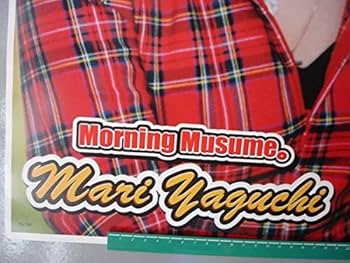 Morning Musume。
Mari Yaguchi